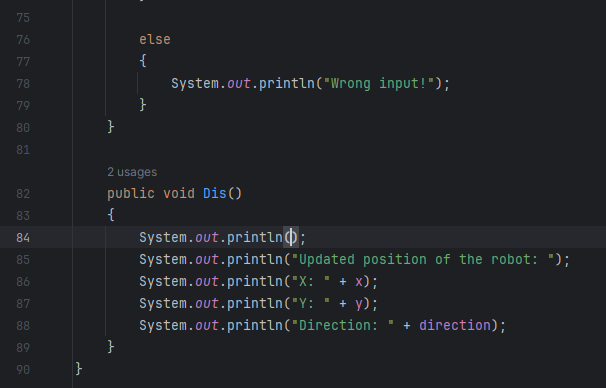 75
76 else
77 {
78 System.out.println("Wrong input!");
79 }
80 }
81
2 usages
82 public void Dis()
83 {
84 System.out.println();
85 System.out.println("Updated position of the robot: ");
86 System.out.println("X: " + x);
87 System.out.println("Y: " + y);
88 System.out.println("Direction: " + direction);
89 }
90 }